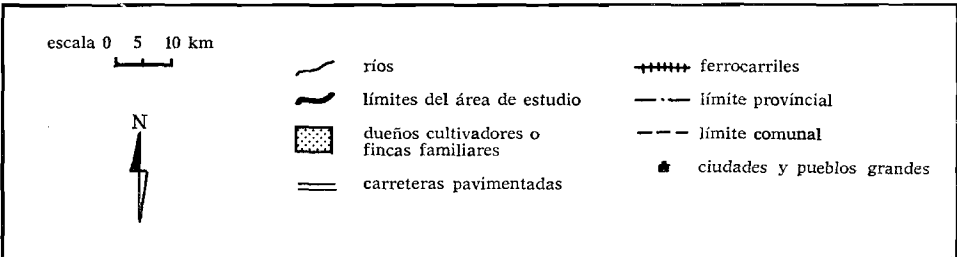 escala 0 5 10 km
N
ríos
límites del área de estudio
dueños cultivadores o
fincas familiares
carreteras pavimentadas
ferrocarriles
límite províncial
límite comunal
ciudades y pueblos grandes